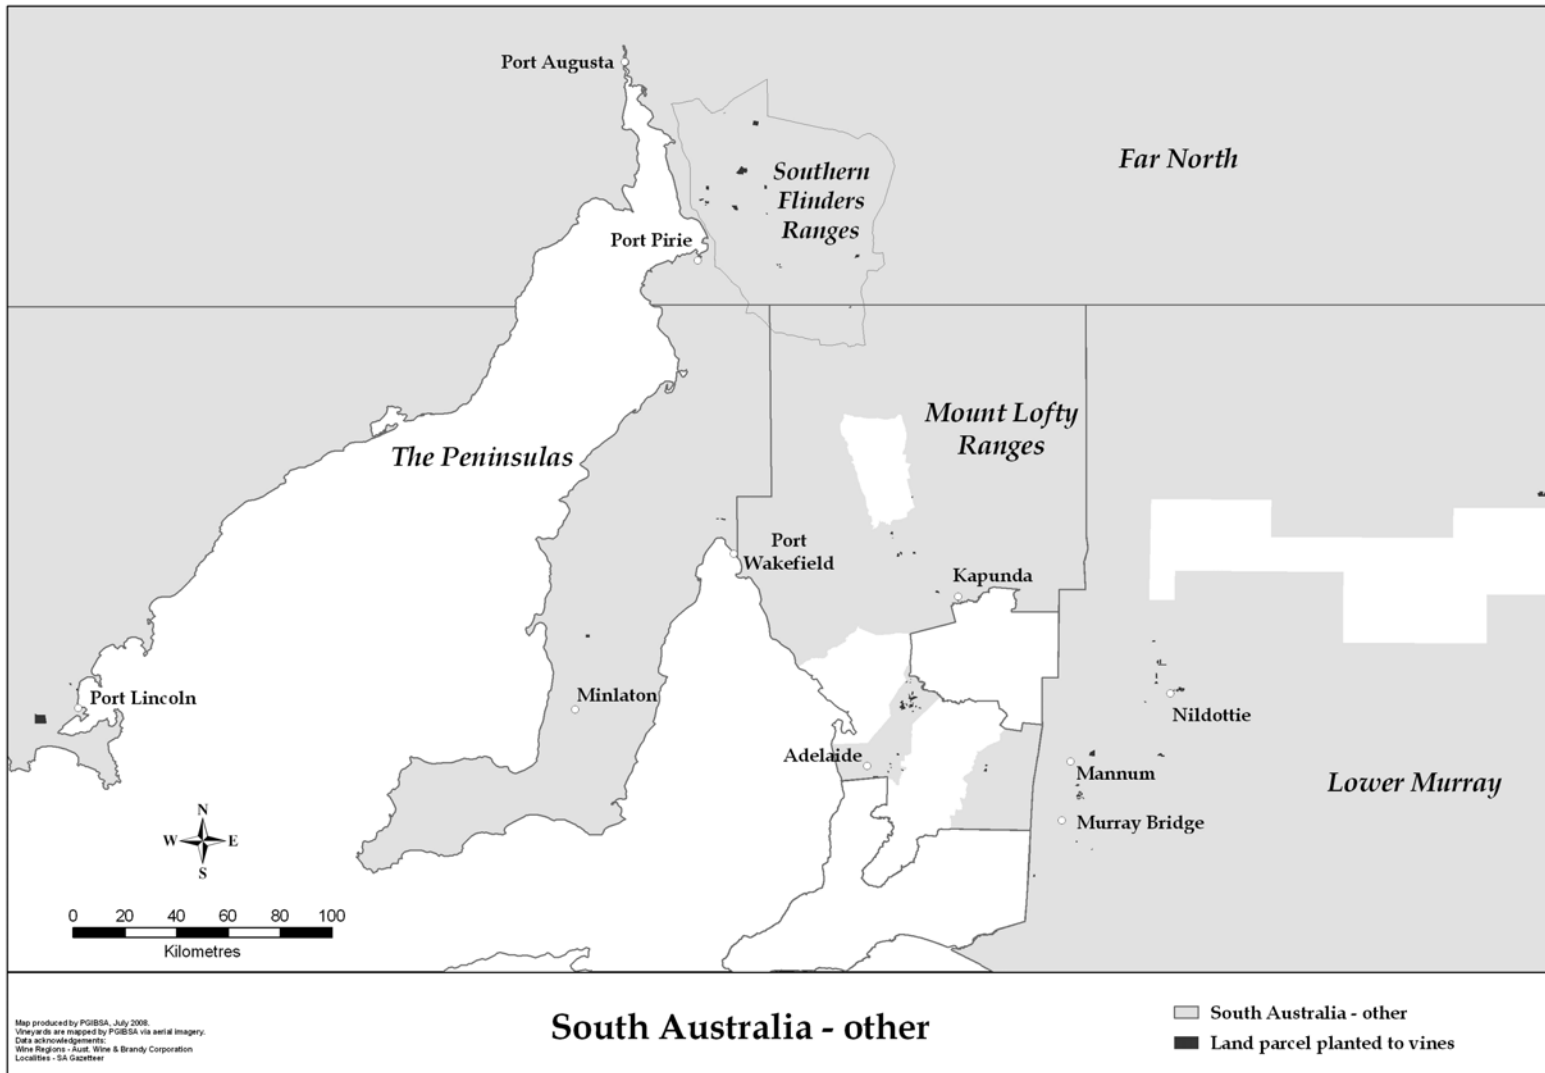 Port Augusta
Far North
Southern
Flinders
Ranges
Port Pirie
Mount Lofty
Ranges
The Peninsulas
Port
Wakefield
Kapunda
Port Lincoln
Minlaton
Nildottie
Adelaide
Mannum
Lower Murray
Murray Bridge
N
W E
S
0 20 40 60 80 100
Kilometres
South Australia - other
South Australia - other
Land parcel planted to vines
Map produced by PGIBSA, July 2008.
Vineyards are mapped by PGIBSA via aerial imagery.
Data acknowledgements:
Wine Regions - Aust. Wine & Brandy Corporation
Localities - SA Gazetteer